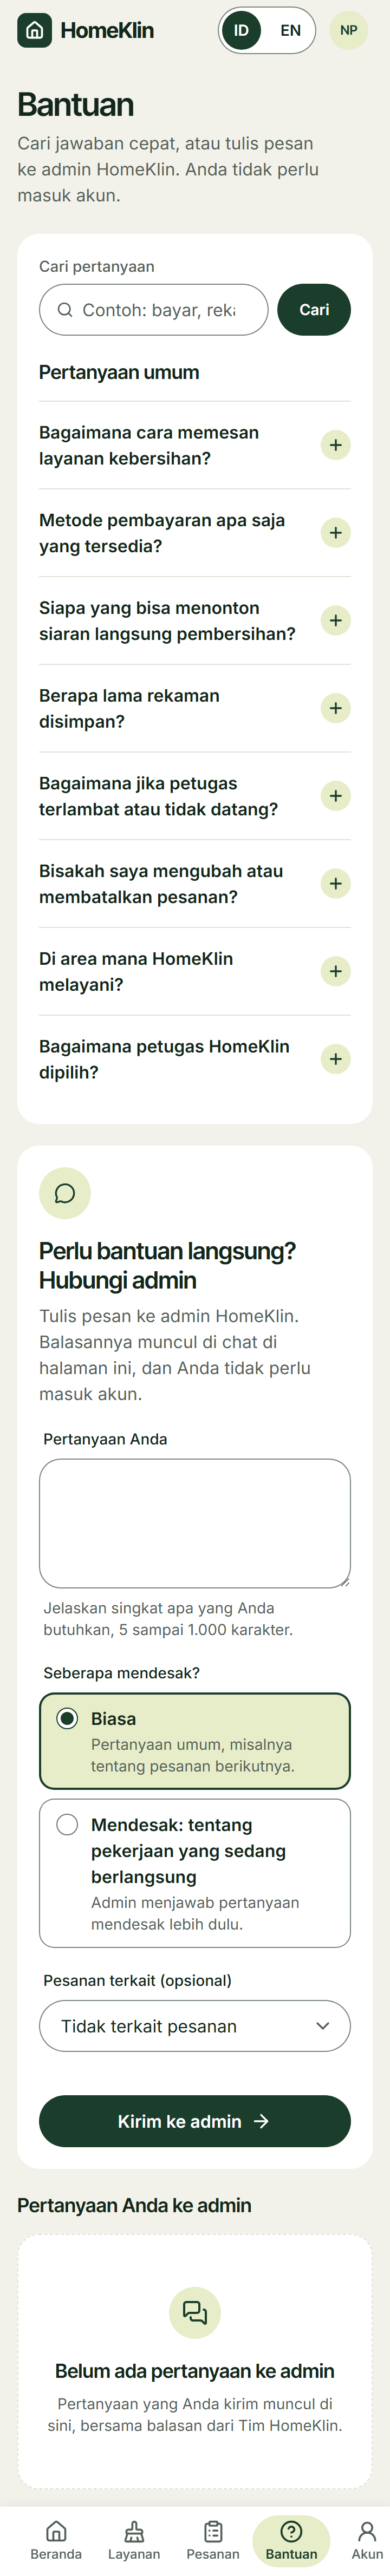 HomeKlin
ID EN
NP
Bantuan
Cari jawaban cepat, atau tulis pesan
ke admin HomeKlin. Anda tidak perlu
masuk akun.
Cari pertanyaan
Contoh: bayar, reka
Cari
Pertanyaan umum
Bagaimana cara memesan
layanan kebersihan?
Metode pembayaran apa saja
yang tersedia?
Siapa yang bisa menonton
siaran langsung pembersihan?
Berapa lama rekaman
disimpan?
Bagaimana jika petugas
terlambat atau tidak datang?
Bisakah saya mengubah atau
membatalkan pesanan?
Di area mana HomeKlin
melayani?
Bagaimana petugas HomeKlin
dipilih?
Perlu bantuan langsung?
Hubungi admin
Tulis pesan ke admin HomeKlin.
Balasannya muncul di chat di
halaman ini, dan Anda tidak perlu
masuk akun.
Pertanyaan Anda
Jelaskan singkat apa yang Anda
butuhkan, 5 sampai 1.000 karakter.
Seberapa mendesak?
Biasa
Pertanyaan umum, misalnya
tentang pesanan berikutnya.
Mendesak: tentang
pekerjaan yang sedang
berlangsung
Admin menjawab pertanyaan
mendesak lebih dulu.
Pesanan terkait (opsional)
Tidak terkait pesanan
Kirim ke admin
Pertanyaan Anda ke admin
Belum ada pertanyaan ke admin
Pertanyaan yang Anda kirim muncul di
sini, bersama balasan dari Tim HomeKlin.
Beranda
Layanan
Pesanan
Bantuan
Akun